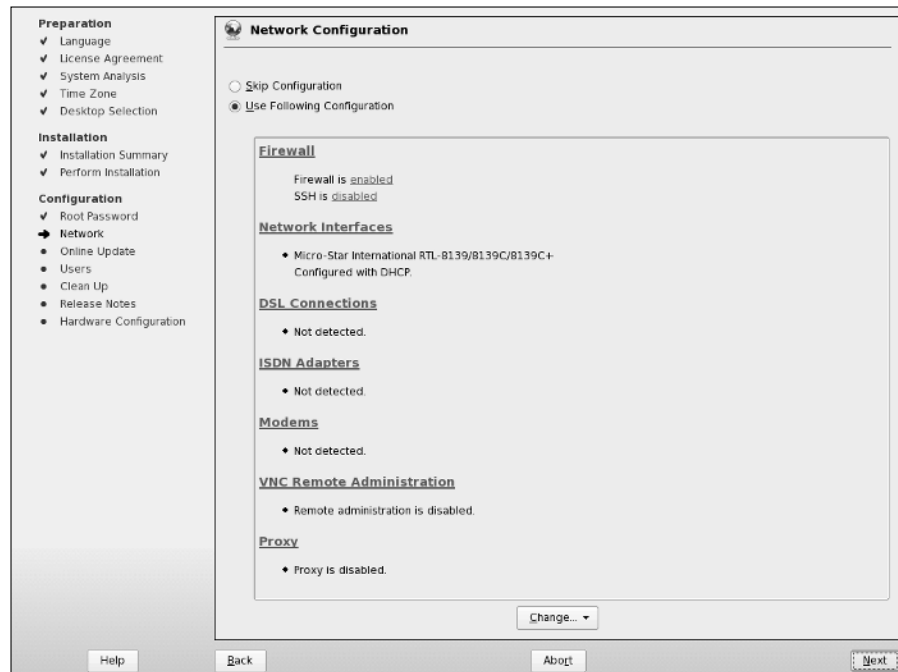 Preparation
Language
License Agreement
System Analysis
Time Zone
Desktop Selection
Installation
Installation Summary
Perform Installation
Configuration
Root Password
Network
Online Update
Users
Clean Up
Release Notes
Hardware Configuration
Network Configuration
Skip Configuration
Use Following Configuration
Firewall
Firewall is enabled
SSH is disabled
Network Interfaces
Micro-Star International RTL-8139/8139C/8139C+
Configured with DHCP.
DSL Connections
Not detected.
ISDN Adapters
Not detected.
Modems
Not detected.
VNC Remote Administration
Remote administration is disabled.
Proxy
Proxy is disabled.
Change...
Help
Back
Abort
Next